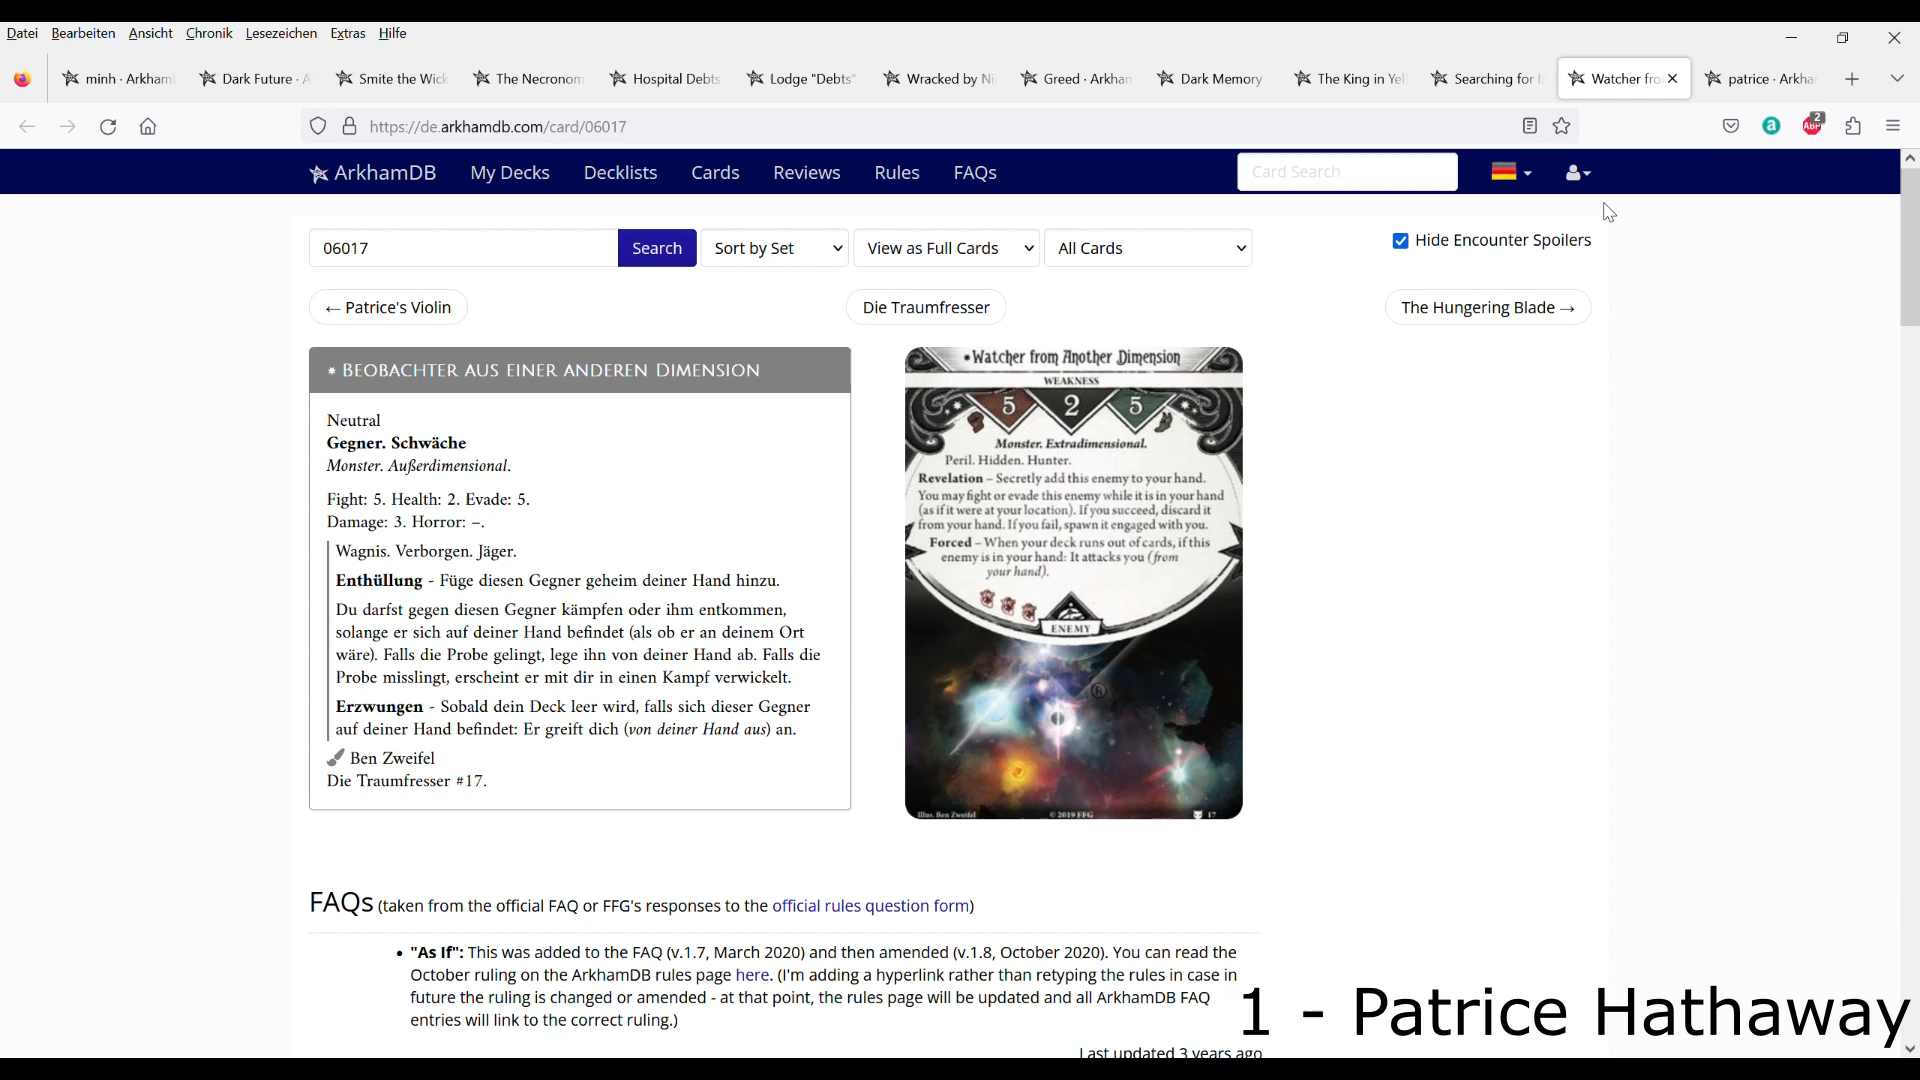 Datei Bearbeiten Ansicht Chronik Lesezeichen Extras Hilfe
minh · Arkham Dark Future · A Smite the Wick The Necronom Hospital Debts Lodge "Debts" Wracked by Ni Greed · Arkhan Dark Memory The King in Yel Searching for Watcher fro patrice · Arkha
https://de.arkhamdb.com/card/06017
ABP 2
ArkhamDB My Decks Decklists Cards Reviews Rules FAQs Card Search
06017 Search Sort by Set View as Full Cards All Cards Hide Encounter Spoilers
← Patrice's Violin Die Traumfresser The Hungering Blade →
BEOBACHTER AUS EINER ANDEREN DIMENSION
Neutral
Gegner. Schwäche
Monster. Außerdimensional.
Fight: 5. Health: 2. Evade: 5.
Damage: 3. Horror: –.
Wagnis. Verborgen. Jäger.
Enthüllung - Füge diesen Gegner geheim deiner Hand hinzu.
Du darfst gegen diesen Gegner kämpfen oder ihm entkommen,
solange er sich auf deiner Hand befindet (als ob er an deinem Ort
wäre). Falls die Probe gelingt, lege ihn von deiner Hand ab. Falls die
Probe misslingt, erscheint er mit dir in einen Kampf verwickelt.
Erzwungen - Sobald dein Deck leer wird, falls sich dieser Gegner
auf deiner Hand befindet: Er greift dich (von deiner Hand aus) an.
Ben Zweifel
Die Traumfresser #17.
Watcher from Another Dimension
WEAKNESS
5 2 5
Monster. Extradimensional.
Peril. Hidden. Hunter.
Revelation – Secretly add this enemy to your hand.
You may fight or evade this enemy while it is in your hand
(as if it were at your location). If you succeed, discard it
from your hand. If you fail, spawn it engaged with you.
Forced – When your deck runs out of cards, if this
enemy is in your hand: It attacks you (from
your hand).
ENEMY
Illus. Ben Zweifel © 2019 FFG 17
FAQs (taken from the official FAQ or FFG's responses to the official rules question form)
• "As If": This was added to the FAQ (v.1.7, March 2020) and then amended (v.1.8, October 2020). You can read the
October ruling on the ArkhamDB rules page here. (I'm adding a hyperlink rather than retyping the rules in case in
future the ruling is changed or amended - at that point, the rules page will be updated and all ArkhamDB FAQ
entries will link to the correct ruling.)
Last updated 3 years ago
1 - Patrice Hathaway